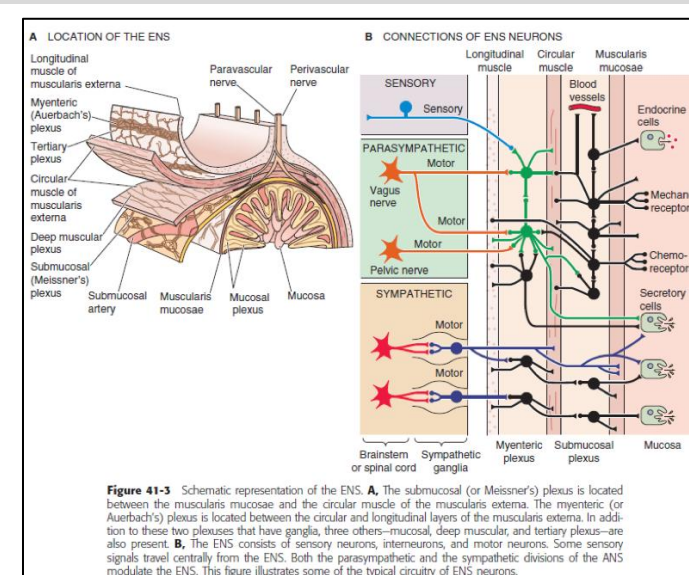 A LOCATION OF THE ENS
Longitudinal
muscle of
muscularis externa
Myenteric
(Auerbach's)
plexus
Tertiary
plexus
Circular
muscle of
muscularis
externa
Deep muscular
plexus
Submucosal
(Meissner's)
plexus
Paravascular
nerve
Perivascular
nerve
Submucosal
artery
Muscularis
mucosae
Mucosal
plexus
Mucosa
B CONNECTIONS OF ENS NEURONS
Longitudinal
muscle
Circular
muscle
Muscularis
mucosae
SENSORY
Sensory
Blood
vessels
Endocrine
cells
PARASYMPATHETIC
Motor
Vagus
nerve
Motor
Motor
Pelvic nerve
Mechan
receptor
Chemo-
receptor
SYMPATHETIC
Secretory
cells
Motor
Motor
Brainstem
or spinal cord
Sympathetic
ganglia
Myenteric
plexus
Submucosal
plexus
Mucosa
Figure 41-3 Schematic representation of the ENS. A, The submucosal (or Meissner's) plexus is located
between the muscularis mucosae and the circular muscle of the muscularis externa. The myenteric (or
Auerbach's) plexus is located between the circular and longitudinal layers of the muscularis externa. In addi-
tion to these two plexuses that have ganglia, three others—mucosal, deep muscular, and tertiary plexus—are
also present. B, The ENS consists of sensory neurons, interneurons, and motor neurons. Some sensory
signals travel centrally from the ENS. Both the parasympathetic and the sympathetic divisions of the ANS
modulate the ENS. This figure illustrates some of the typical circuitry of ENS neurons.